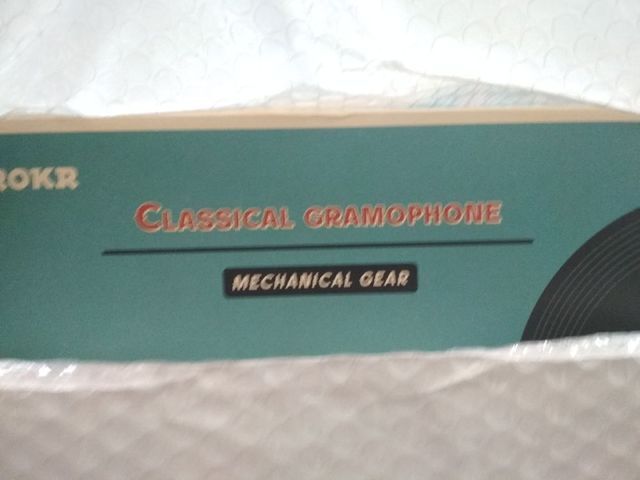 ROKR
CLASSICAL GRAMOPHONE
MECHANICAL GEAR